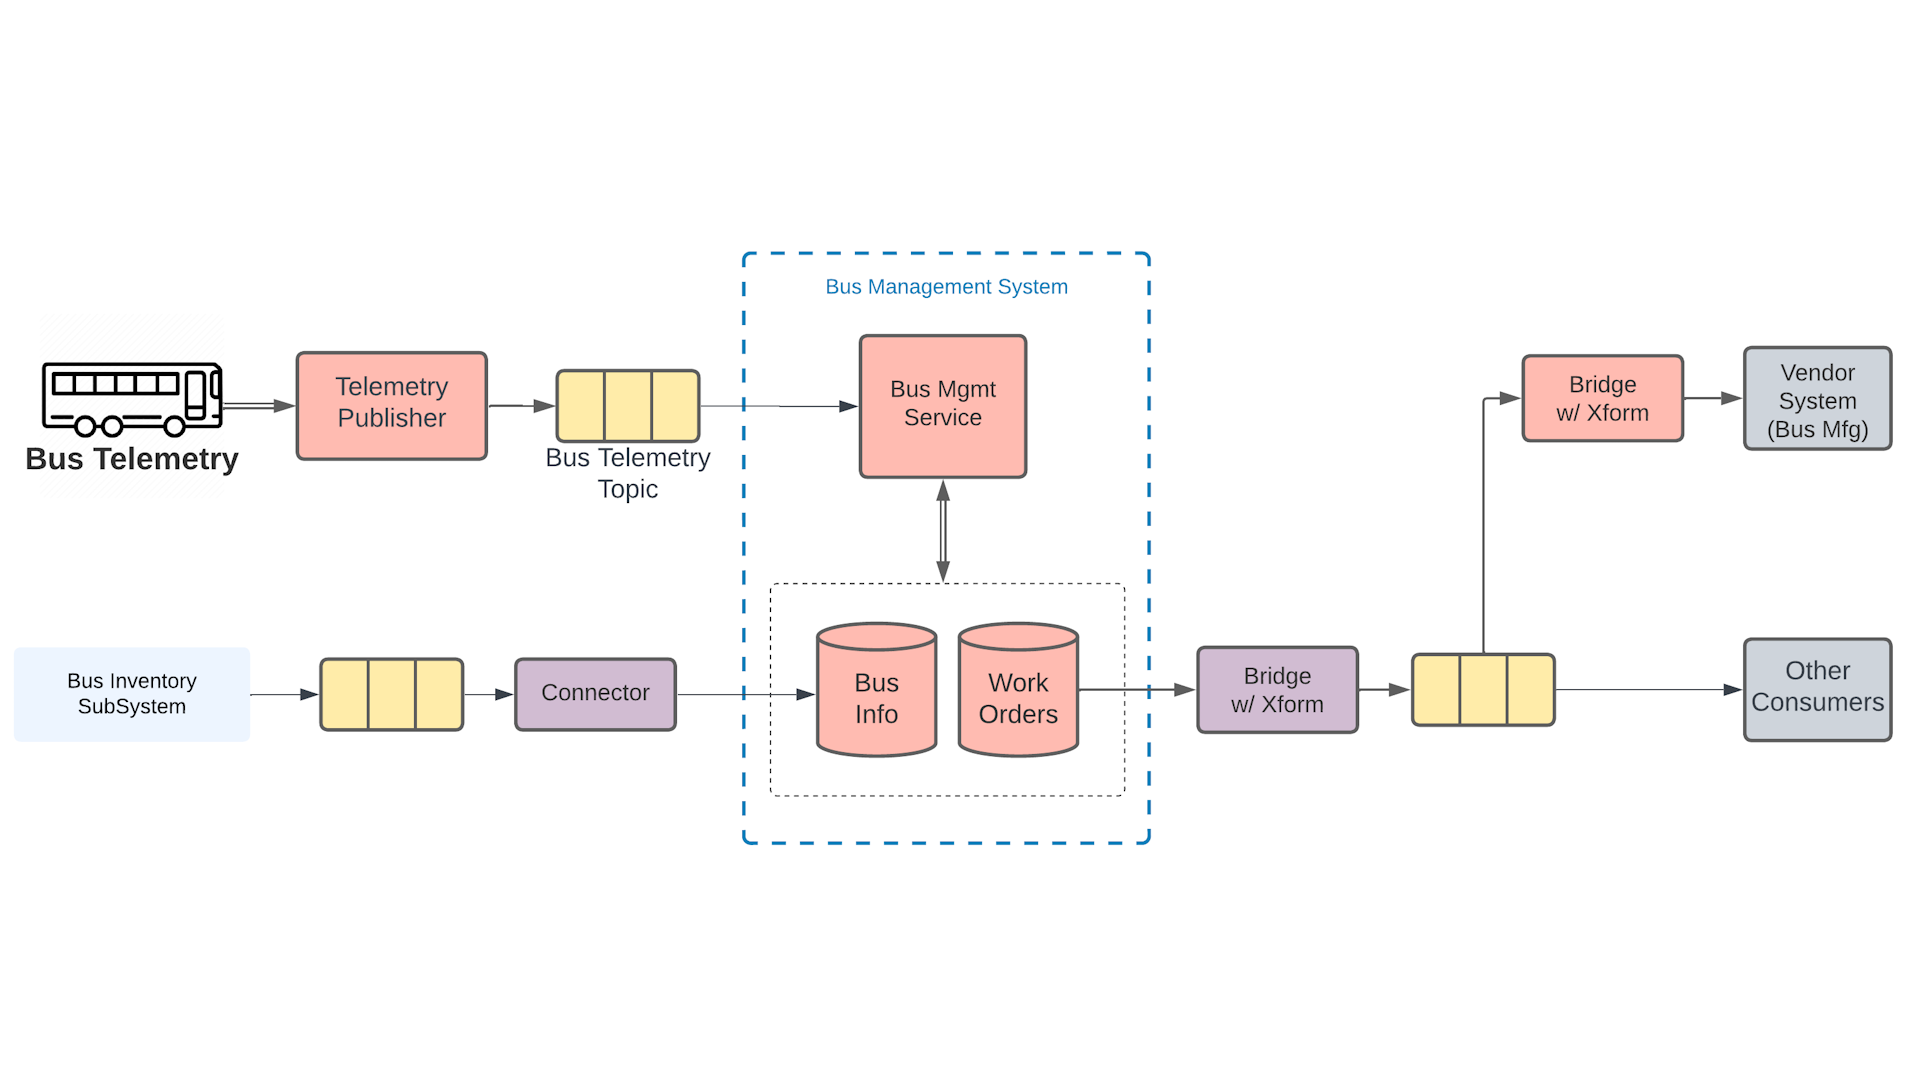 Bus Management System
Bus Telemetry
Telemetry
Publisher
Bus Telemetry
Topic
Bus Mgmt
Service
Bridge
w/ Xform
Vendor
System
(Bus Mfg)
Bus Inventory
SubSystem
Connector
Bus
Info
Work
Orders
Bridge
w/ Xform
Other
Consumers